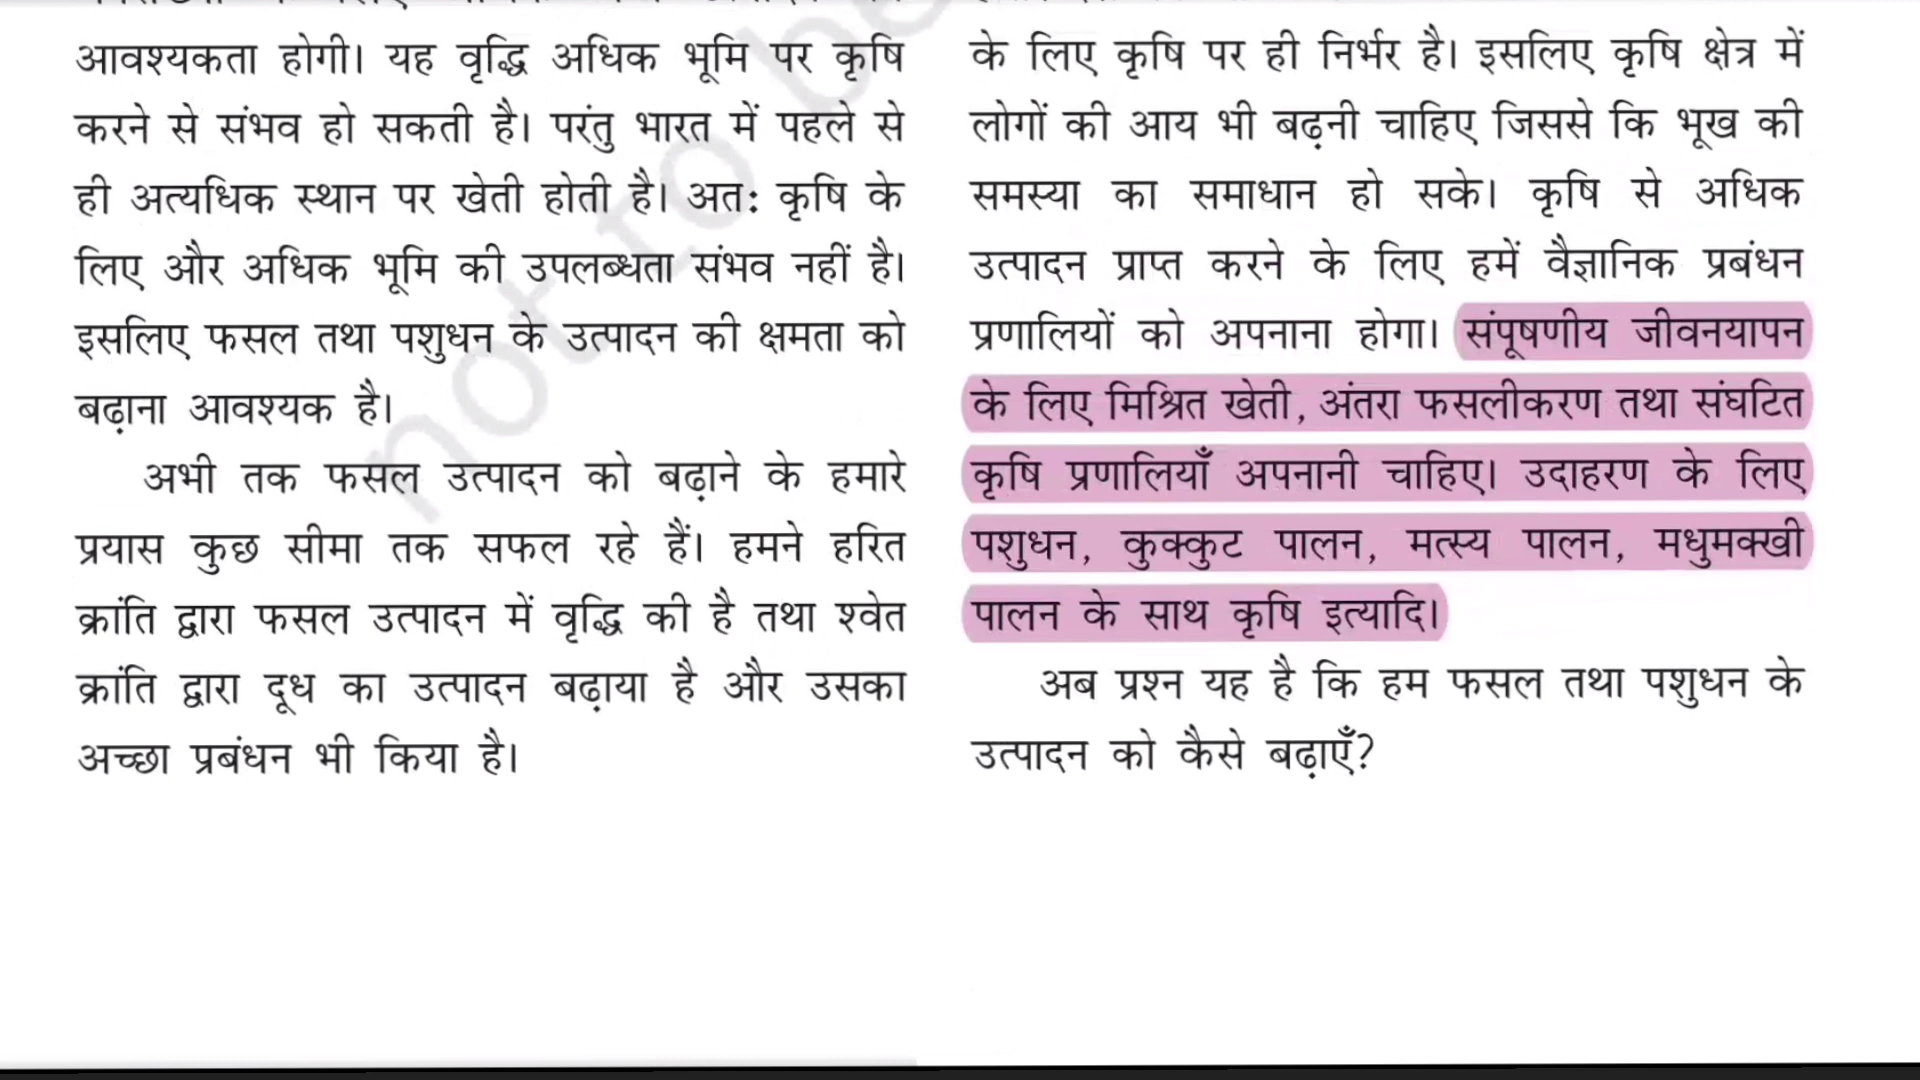 आवश्यकता होगी। यह वृद्धि अधिक भूमि पर कृषि
करने से संभव हो सकती है। परंतु भारत में पहले से
ही अत्यधिक स्थान पर खेती होती है। अतः कृषि के
लिए और अधिक भूमि की उपलब्धता संभव नहीं है।
इसलिए फसल तथा पशुधन के उत्पादन की क्षमता को
बढ़ाना आवश्यक है।
अभी तक फसल उत्पादन को बढ़ाने के हमारे
प्रयास कुछ सीमा तक सफल रहे हैं। हमने हरित
क्रांति द्वारा फसल उत्पादन में वृद्धि की है तथा श्वेत
क्रांति द्वारा दूध का उत्पादन बढ़ाया है और उसका
अच्छा प्रबंधन भी किया है।
के लिए कृषि पर ही निर्भर है। इसलिए कृषि क्षेत्र में
लोगों की आय भी बढ़नी चाहिए जिससे कि भूख की
समस्या का समाधान हो सके। कृषि से अधिक
उत्पादन प्राप्त करने के लिए हमें वैज्ञानिक प्रबंधन
प्रणालियों को अपनाना होगा। संपूषणीय जीवनयापन
के लिए मिश्रित खेती, अंतरा फसलीकरण तथा संघटित
कृषि प्रणालियाँ अपनानी चाहिए। उदाहरण के लिए
पशुधन, कुक्कुट पालन, मत्स्य पालन, मधुमक्खी
पालन के साथ कृषि इत्यादि।
अब प्रश्न यह है कि हम फसल तथा पशुधन के
उत्पादन को कैसे बढ़ाएँ?
not to be